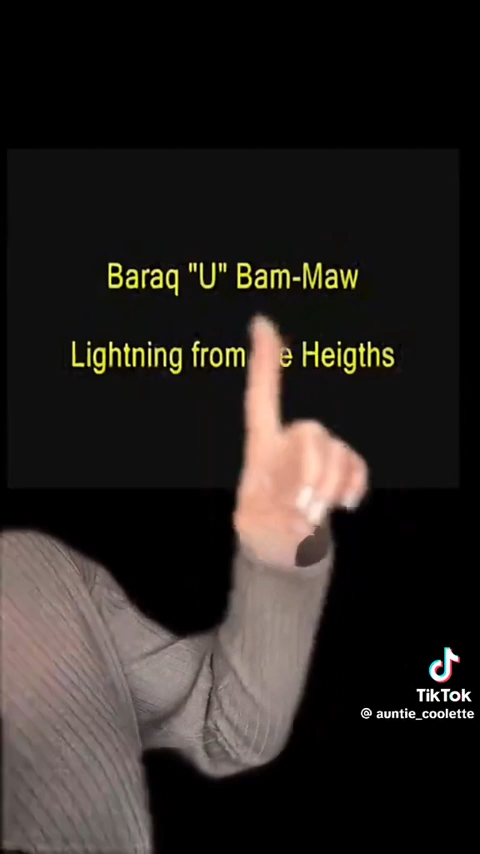 Baraq "U" Bam-Maw
Lightning from e Heigths
TikTok
@ auntie_coolette